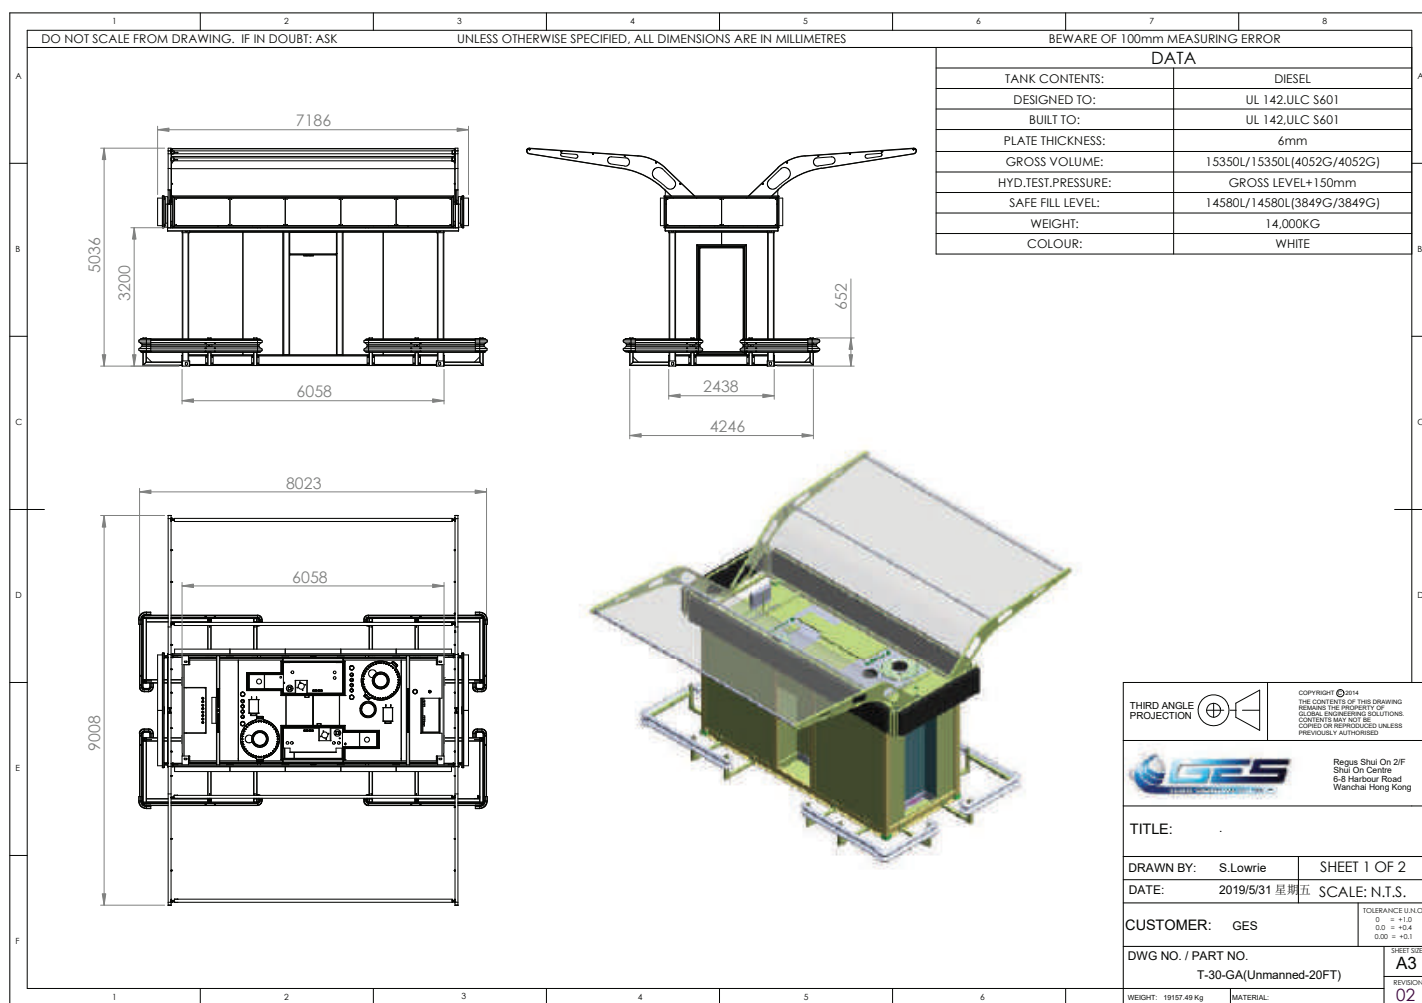 1 2 3 4 5 6 7 8
DO NOT SCALE FROM DRAWING. IF IN DOUBT: ASK
UNLESS OTHERWISE SPECIFIED, ALL DIMENSIONS ARE IN MILLIMETRES
BEWARE OF 100mm MEASURING ERROR
DATA
TANK CONTENTS: DIESEL
DESIGNED TO: UL 142.ULC S601
BUILT TO: UL 142,ULC S601
PLATE THICKNESS: 6mm
GROSS VOLUME: 15350L/15350L(4052G/4052G)
HYD.TEST.PRESSURE: GROSS LEVEL+150mm
SAFE FILL LEVEL: 14580L/14580L(3849G/3849G)
WEIGHT: 14,000KG
COLOUR: WHITE
A
B
C
D
E
F
A
B
C
D
7186
5036
3200
6058
652
2438
4246
8023
6058
9008
THIRD ANGLE
PROJECTION
COPYRIGHT ©2014
THE CONTENTS OF THIS DRAWING
REMAINS THE PROPERTY OF
GLOBAL ENGINEERING SOLUTIONS.
CONTENTS MAY NOT BE
COPIED OR REPRODUCED UNLESS
PREVIOUSLY AUTHORISED
GES
Regus Shui On 2/F
Shui On Centre
6-8 Harbour Road
Wanchai Hong Kong
TITLE: .
DRAWN BY: S.Lowrie
SHEET 1 OF 2
DATE: 2019/5/31 星期五
SCALE: N.T.S.
CUSTOMER: GES
TOLERANCE U.N.O
0 = +1.0
0.0 = +0.4
0.00 = +0.1
DWG NO. / PART NO.
T-30-GA(Unmanned-20FT)
SHEET SIZE
A3
REVISION
02
WEIGHT: 19157.49 Kg
MATERIAL:
1 2 3 4 5 6